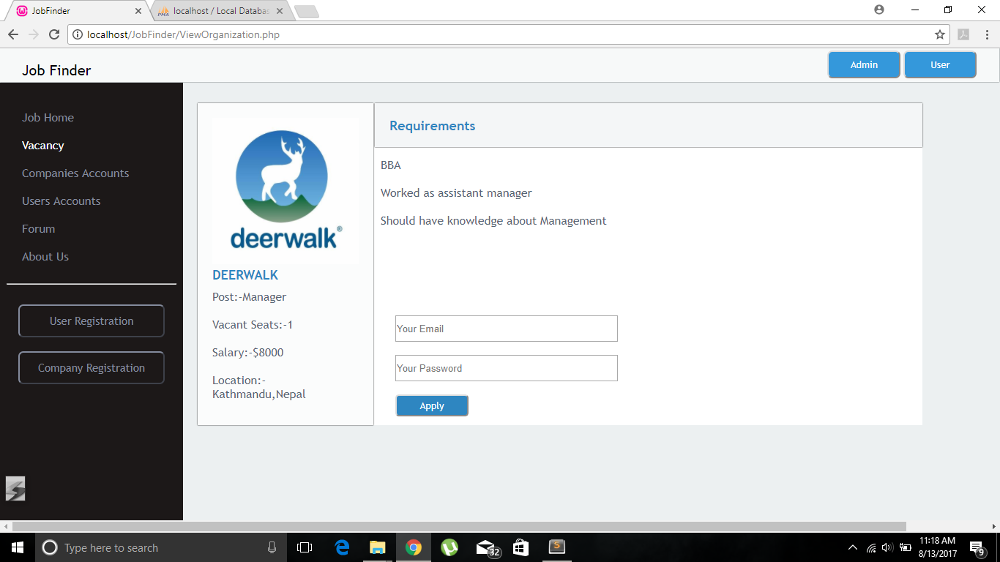 JobFinder
localhost / Local Databas
localhost/JobFinder/ViewOrganization.php
Job Finder
Admin
User
Job Home
Vacancy
Companies Accounts
Users Accounts
Forum
About Us
User Registration
Company Registration
deerwalk®
DEERWALK
Post:-Manager
Vacant Seats:-1
Salary:-$8000
Location:-
Kathmandu,Nepal
Requirements
BBA
Worked as assistant manager
Should have knowledge about Management
Your Email
Your Password
Apply
Type here to search
32
S
11:18 AM
8/13/2017
9